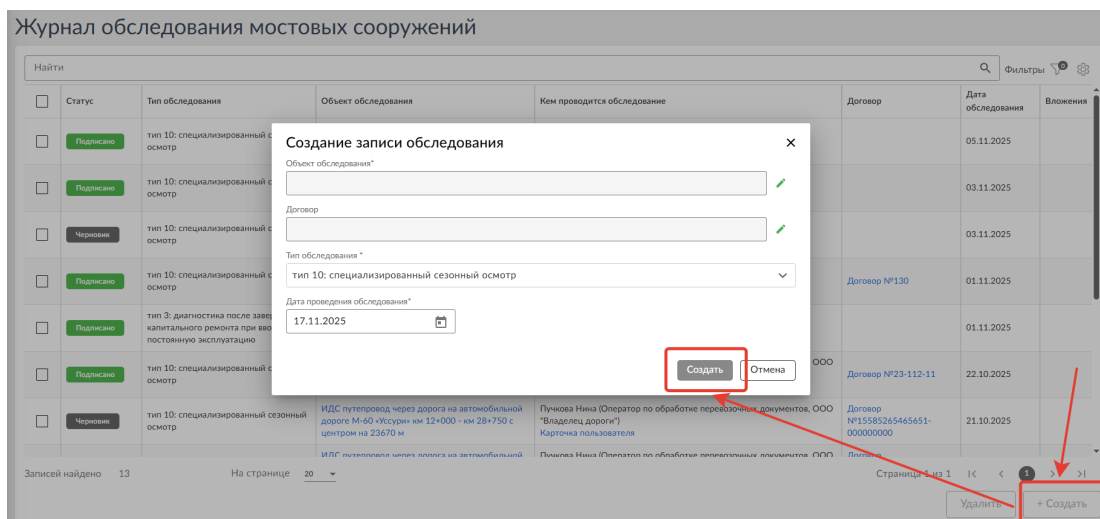 Журнал обследования мостовых сооружений
Найти
Фильтры 0
Статус Тип обследования Объект обследования Кем проводится обследование Договор Дата обследования Вложения
Подписано тип 10: специализированный с
осмотр 05.11.2025
Подписано тип 10: специализированный с
осмотр 03.11.2025
Черновик тип 10: специализированный с
осмотр 03.11.2025
Подписано тип 10: специализированный с
осмотр Договор №130 01.11.2025
Подписано тип 3: диагностика после заве
капитального ремонта при вво
постоянную эксплуатацию 01.11.2025
Подписано тип 10: специализированный с
осмотр ООО Договор №23-112-11 22.10.2025
Создание записи обследования
Объект обследования*
Договор
Тип обследования *
тип 10: специализированный сезонный осмотр
Дата проведения обследования*
17.11.2025
Создать Отмена
Черновик тип 10: специализированный сезонный
осмотр
ИДС путепровод через дорога на автомобильной
дороге М-60 «Уссури» км 12+000 - км 28+750 с
центром на 23670 м
Пучкова Нина (Оператор по обработке перевозочных документов, ООО
"Владелец дороги")
Карточка пользователя
Договор
№15585265465651-
000000000
21.10.2025
ИДС путепровод через дорога на автомобильной Пучкова Нина (Оператор по обработке перевозочных документов, ООО Договор
Записей найдено 13 На странице 20 Страница 1 из 1 1
Удалить + Создать